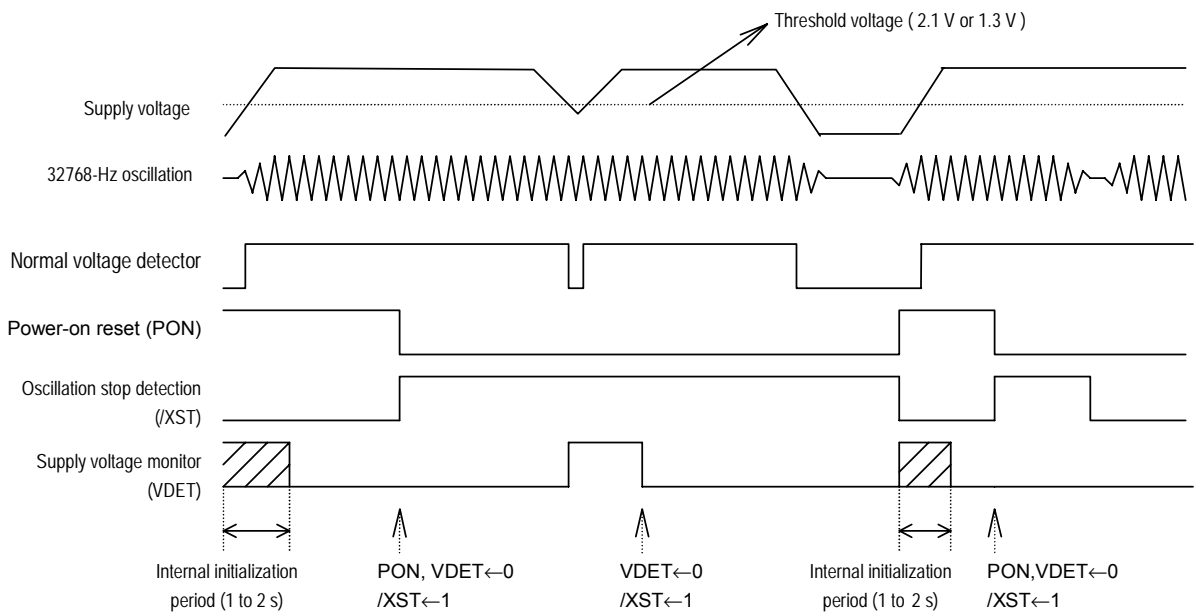 Threshold voltage ( 2.1 V or 1.3 V )
Supply voltage
32768-Hz oscillation
Normal voltage detector
Power-on reset (PON)
Oscillation stop detection
(/XST)
Supply voltage monitor
(VDET)
Internal initialization
period (1 to 2 s)
PON, VDET←0
/XST←1
VDET←0
/XST←1
Internal initialization
period (1 to 2 s)
PON,VDET←0
/XST←1